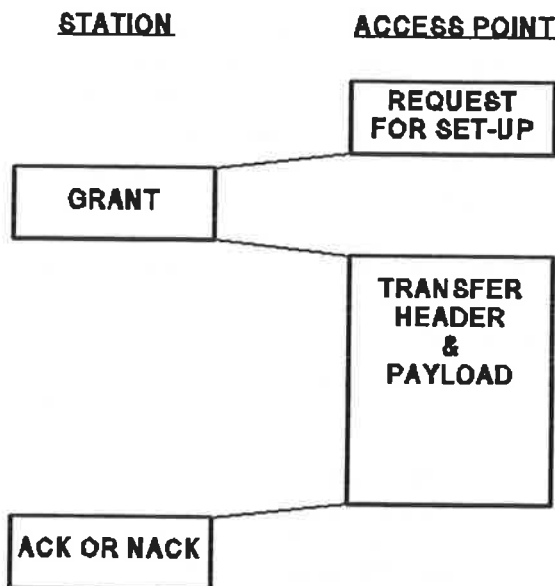 STATION
ACCESS POINT
REQUEST
FOR SET-UP
GRANT
TRANSFER
HEADER
&
PAYLOAD
ACK OR NACK